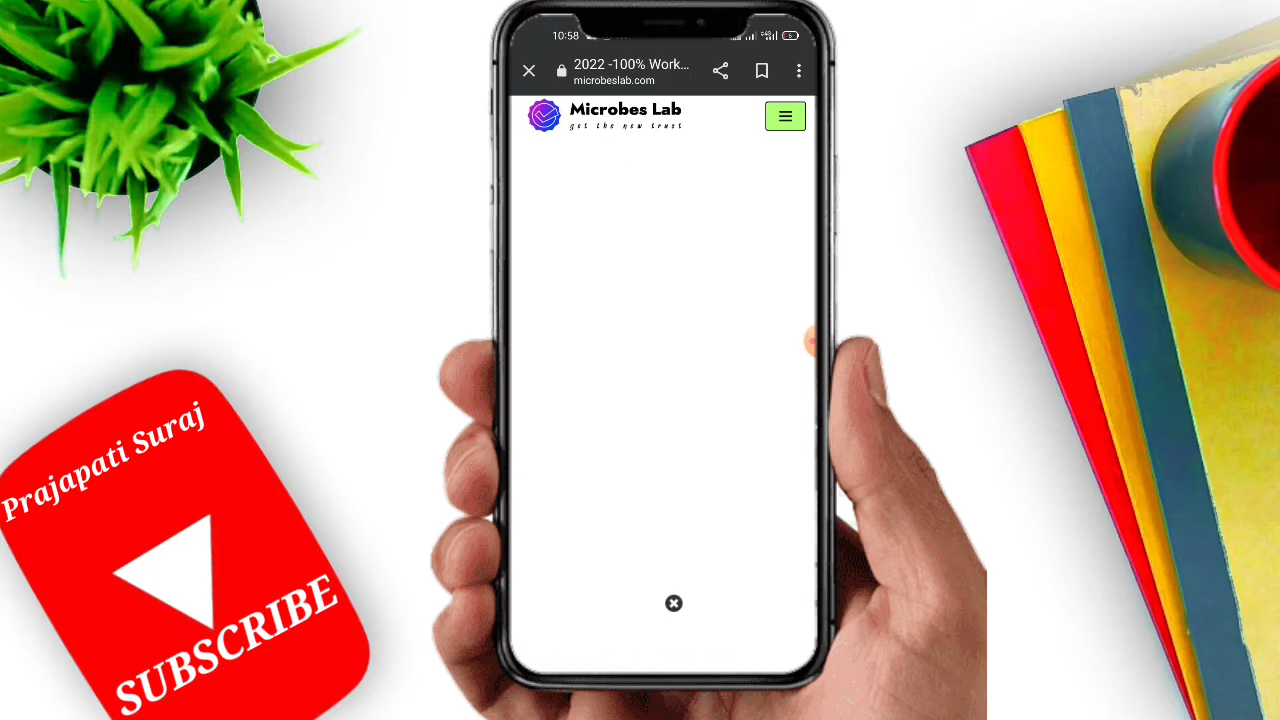 10:58
2022 -100% Work...
microbeslab.com
Microbes Lab
get the new trust
Prajapati Suraj
SUBSCRIBE